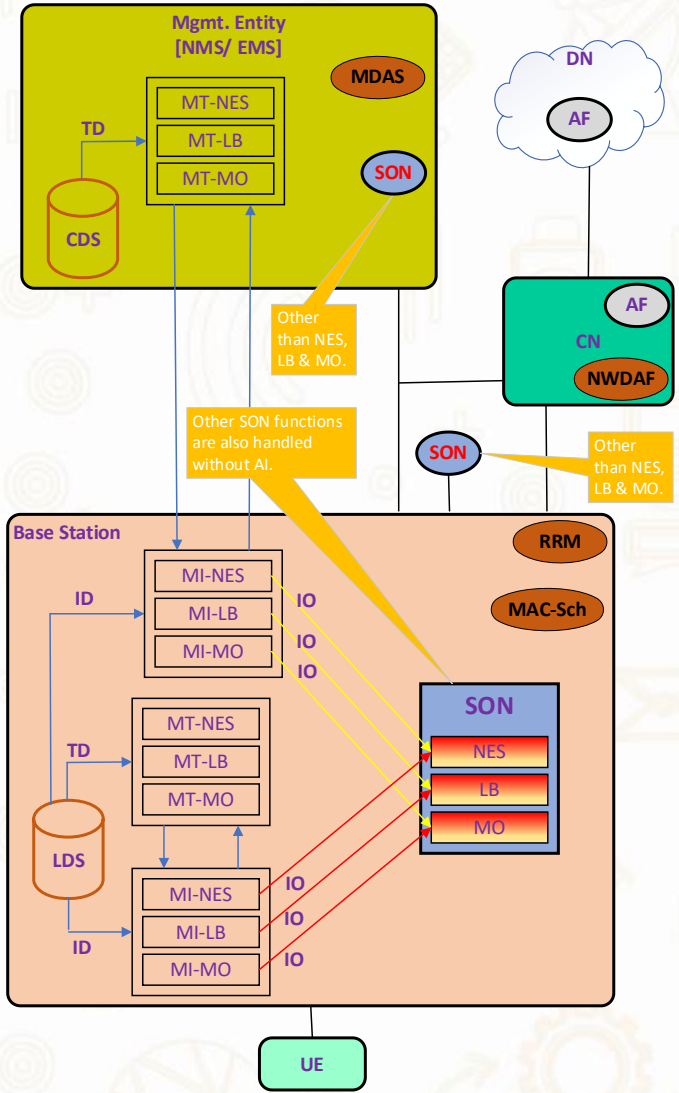 Mgmt. Entity
[NMS/ EMS]
MDAS
MT-NES
MT-LB
MT-MO
TD
CDS
SON
DN
AF
Other
than NES,
LB & MO.
AF
CN
NWDAF
Other SON functions
are also handled
without AI.
SON
Other
than NES,
LB & MO.
Base Station
RRM
MAC-Sch
MI-NES
MI-LB
MI-MO
ID
IO
IO
IO
SON
NES
LB
MO
MT-NES
MT-LB
MT-MO
TD
LDS
ID
MI-NES
MI-LB
MI-MO
IO
IO
IO
UE